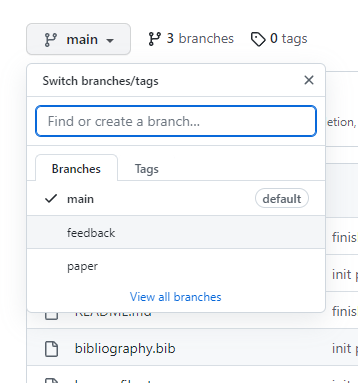 main 3 branches 0 tags
Switch branches/tags
Find or create a branch...
etion,
Branches Tags
main default
feedback
finis
paper
init p
View all branches
README.md
finis
bibliography.bib
init p